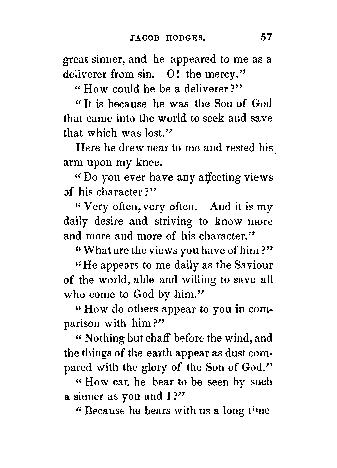 JACOB HODGES. 57
great sinner, and he appeared to me as a
deliverer from sin. O! the mercy."
"How could he be a deliverer?"
"It is because he was the Son of God
that came into the world to seek and save
that which was lost."
Here he drew near to me and rested his
arm upon my knee.
"Do you ever have any affecting views
of his character?"
"Very often, very often. And it is my
daily desire and striving to know more
and more and more of his character."
"What are the views you have of him?"
"He appears to me daily as the Saviour
of the world, able and willing to save all
who come to God by him."
"How do others appear to you in com-
parison with him?"
"Nothing but chaff before the wind, and
the things of the earth appear as dust com-
pared with the glory of the Son of God."
"How can he bear to be seen by such
a sinner as you and I?"
"Because he bears with us a long time